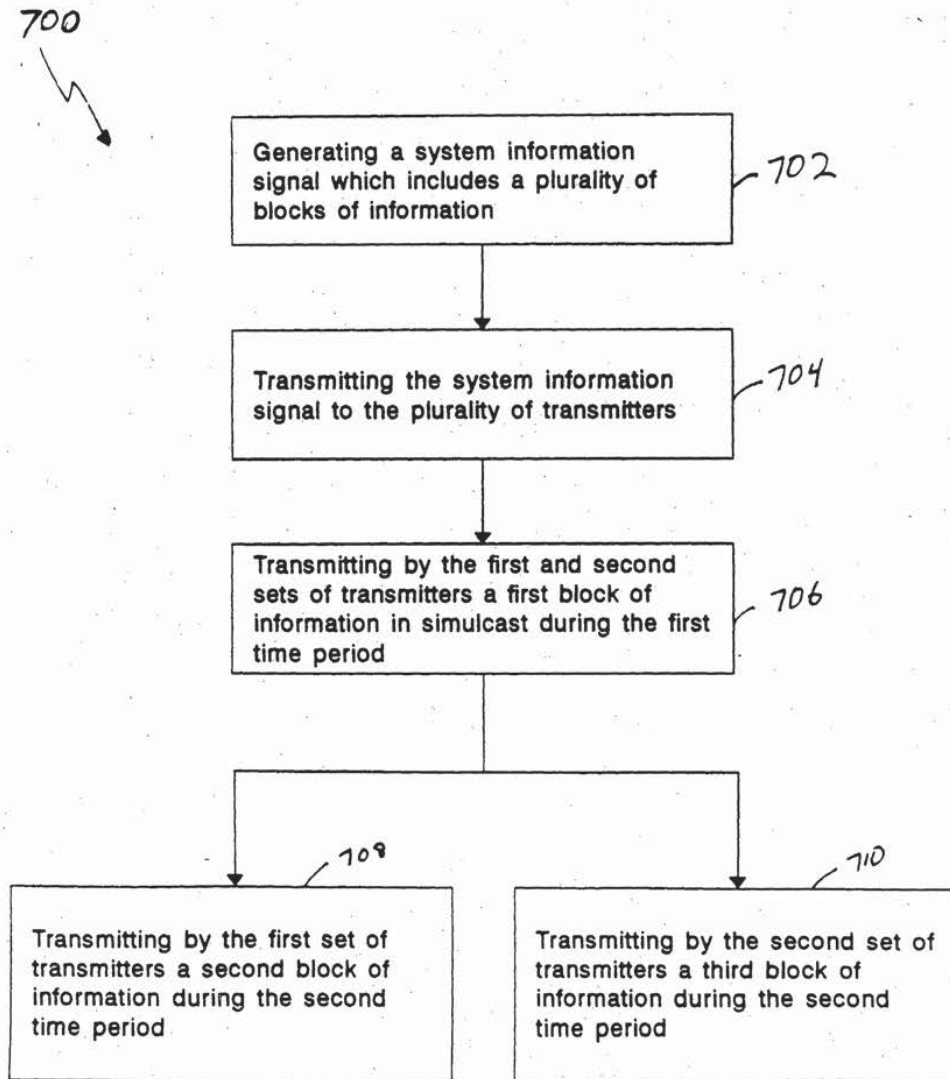 700
Generating a system information
signal which includes a plurality of
blocks of information
702
Transmitting the system information
signal to the plurality of transmitters
704
Transmitting by the first and second
sets of transmitters a first block of
information in simulcast during the first
time period
706
708
Transmitting by the first set of
transmitters a second block of
information during the second
time period
710
Transmitting by the second set of
transmitters a third block of
information during the second
time period